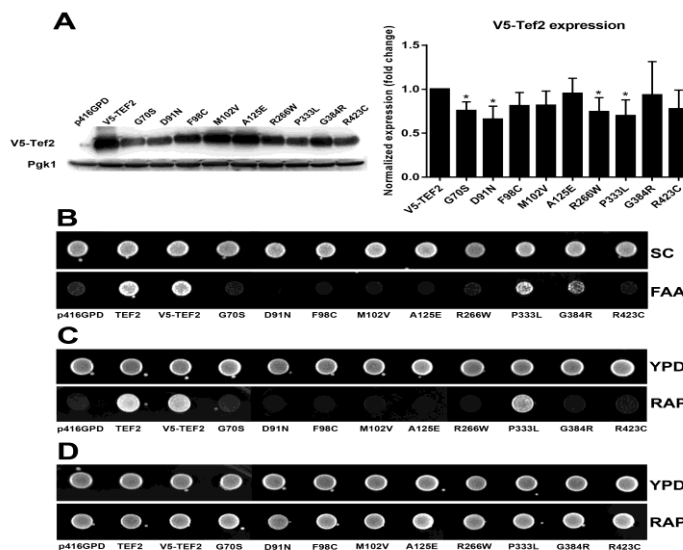 A
p416GPD V5-TEF2 G70S D91N F98C M102V A125E R266W P333L G384R R423C
V5-Tef2
Pgk1
V5-Tef2 expression
Normalized expression (fold change)
1.5
1.0
0.5
0.0
* * * *
V5-TEF2 G70S D91N F98C M102V A125E R266W P333L G384R R423C
B
SC
FAA
p416GPD TEF2 V5-TEF2 G70S D91N F98C M102V A125E R266W P333L G384R R423C
C
YPD
RAP
p416GPD TEF2 V5-TEF2 G70S D91N F98C M102V A125E R266W P333L G384R R423C
D
YPD
RAP
p416GPD TEF2 V5-TEF2 G70S D91N F98C M102V A125E R266W P333L G384R R423C